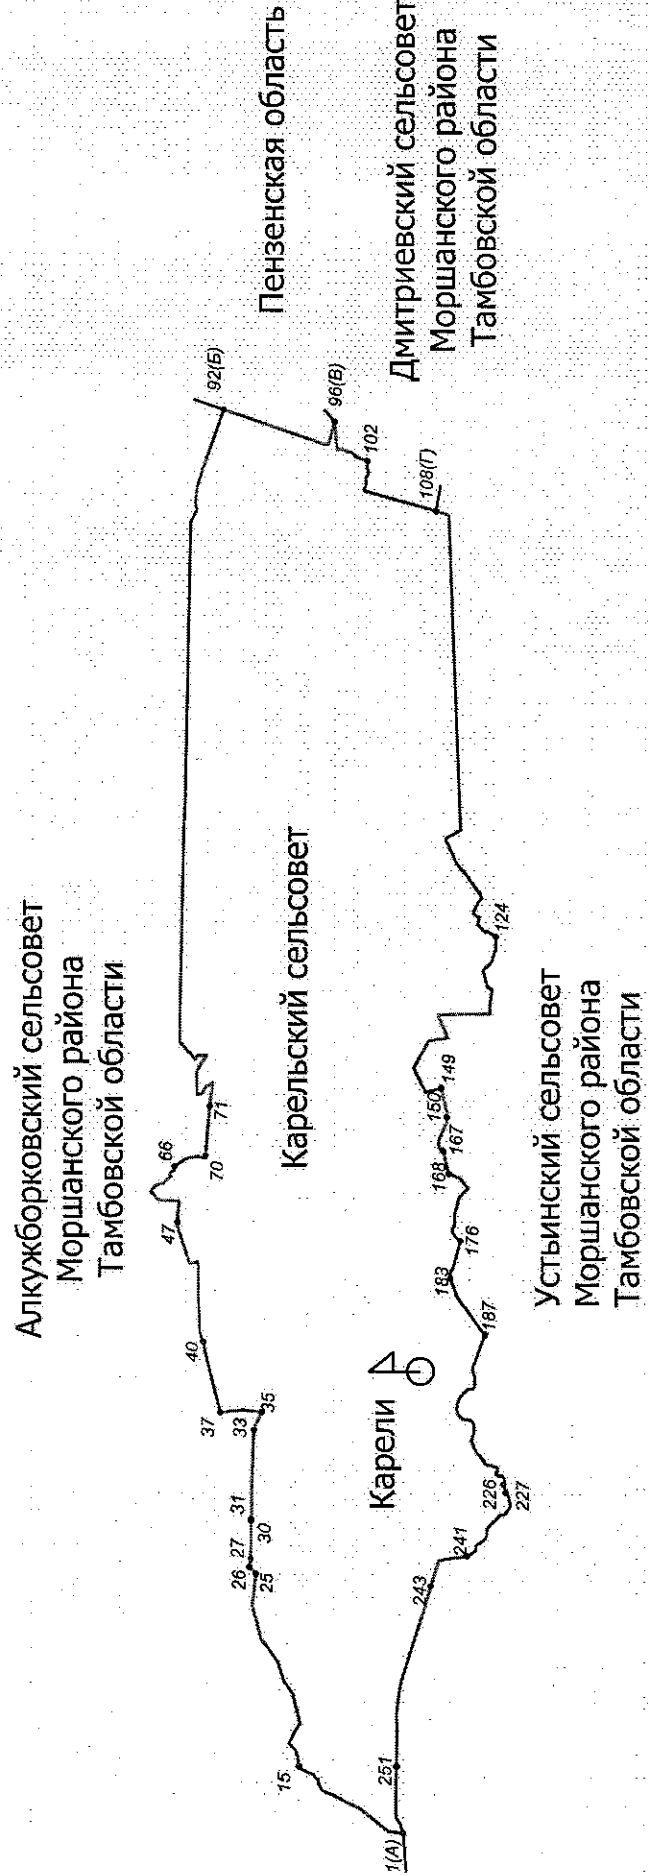 Алкужборковский сельсовет
Моршанского района
Тамбовской области
Пензенская область
Дмитриевский сельсовет
Моршанского района
Тамбовской области
Карельский сельсовет
Карели
Устьинский сельсовет
Моршанского района
Тамбовской области
1(А)
15
25
26
27
30
31
33
35
37
40
47
66
70
71
92(Б)
96(В)
102
108(Г)
124
149
150
167
168
176
183
187
226
227
241
243
251